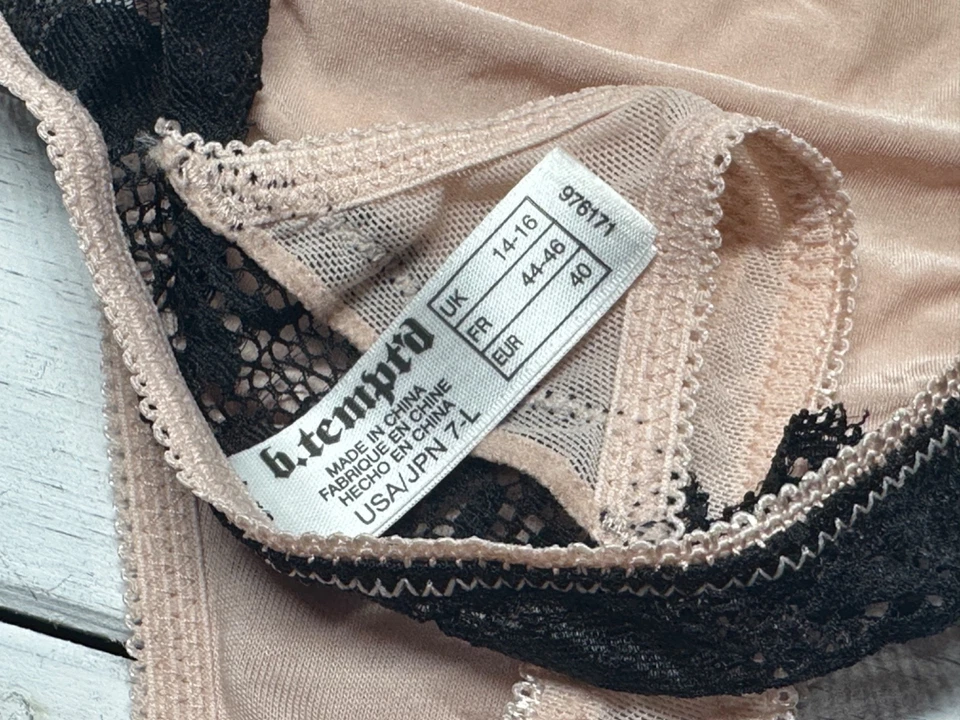 b.tempt'd
MADE IN CHINA
FABRIQUE EN CHINE
HECHO EN CHINA
USA/JPN 7-L
976171
UK 14-16
FR 44-46
EUR 40